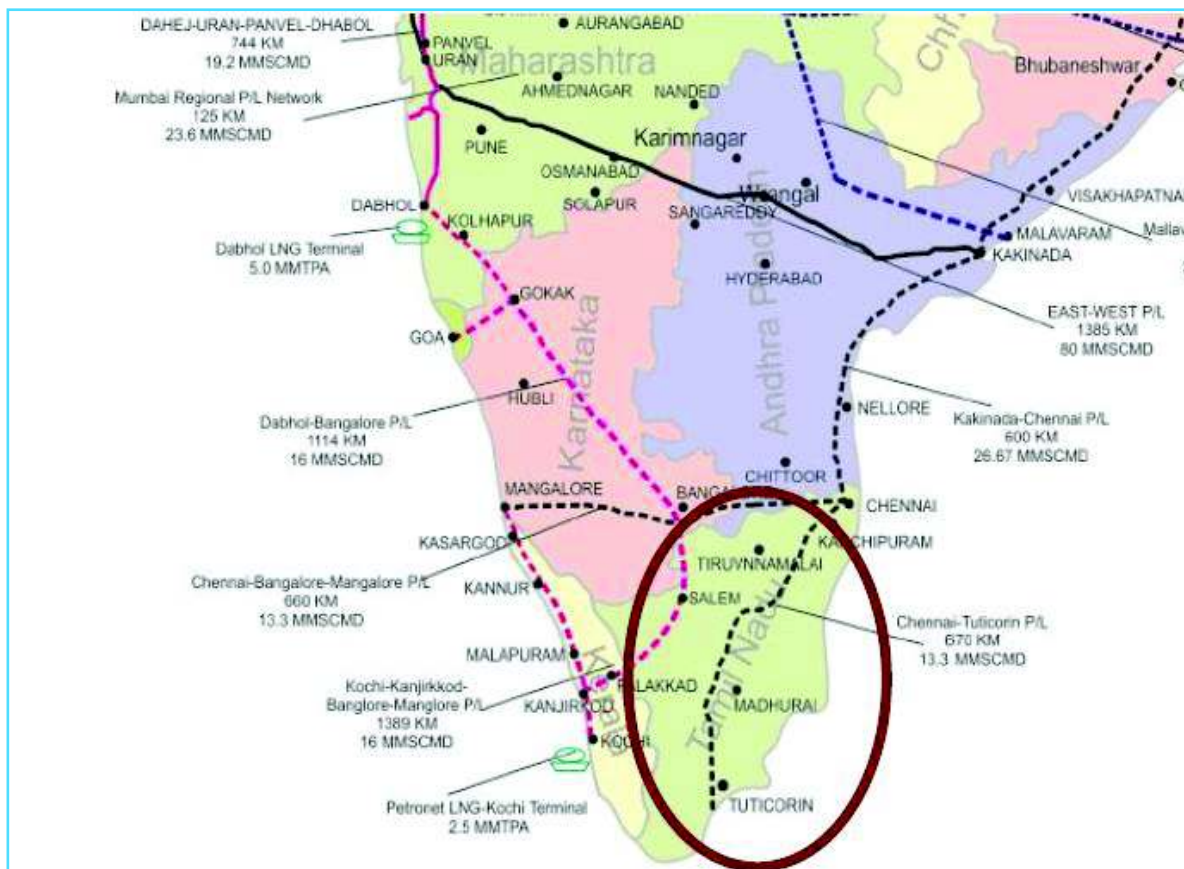 DAHEJ-URAN-PANVEL-DHABOL
744 KM
19.2 MMSCMD
AURANGABAD
PANVEL
URAN
Maharashtra
AHMEDNAGAR
NANDED
Bhubaneshwar
Mumbai Regional P/L Network
125 KM
23.6 MMSCMD
PUNE
Karimnagar
OSMANABAD
SOLAPUR
DABHOL
KOLHAPUR
SANGAREDDY
Dabhol LNG Terminal
5.0 MMTPA
MALAVARAM
KAKINADA
HYDERABAD
GOKAK
Karnataka
Andhra Pradesh
EAST-WEST P/L
1385 KM
80 MMSCMD
GOA
HUBLI
NELLORE
Dabhol-Bangalore P/L
1114 KM
16 MMSCMD
Kakinada-Chennai P/L
600 KM
26.67 MMSCMD
CHITTOOR
MANGALORE
CHENNAI
KASARGOD
KANCHIPURAM
TIRUVNNAMALAI
KANNUR
Chennai-Bangalore-Mangalore P/L
660 KM
13.3 MMSCMD
SALEM
Chennai-Tuticorin P/L
670 KM
13.3 MMSCMD
Tamil Nadu
MALAPURAM
Kerala
PALAKKAD
Kochi-Kanjirkkod-
Banglore-Manglore P/L
1389 KM
16 MMSCMD
KANJIRKOD
MADHURAI
KOCHI
Petronet LNG-Kochi Terminal
2.5 MMTPA
TUTICORIN